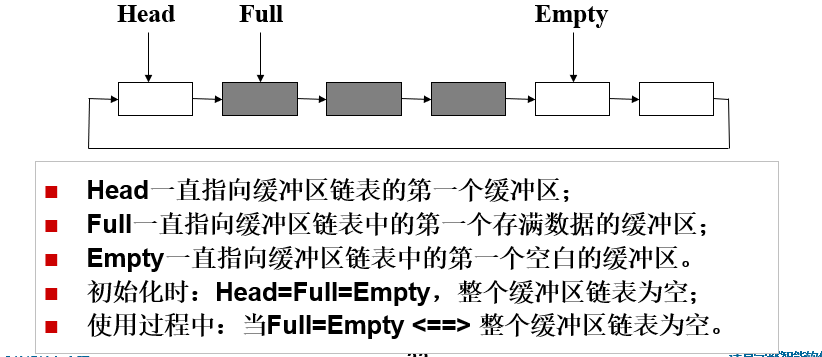 Head Full Empty
Head一直指向缓冲区链表的第一个缓冲区；
Full一直指向缓冲区链表中的第一个存满数据的缓冲区；
Empty一直指向缓冲区链表中的第一个空白的缓冲区。
初始化时：Head=Full=Empty，整个缓冲区链表为空；
使用过程中：当Full=Empty <==> 整个缓冲区链表为空。